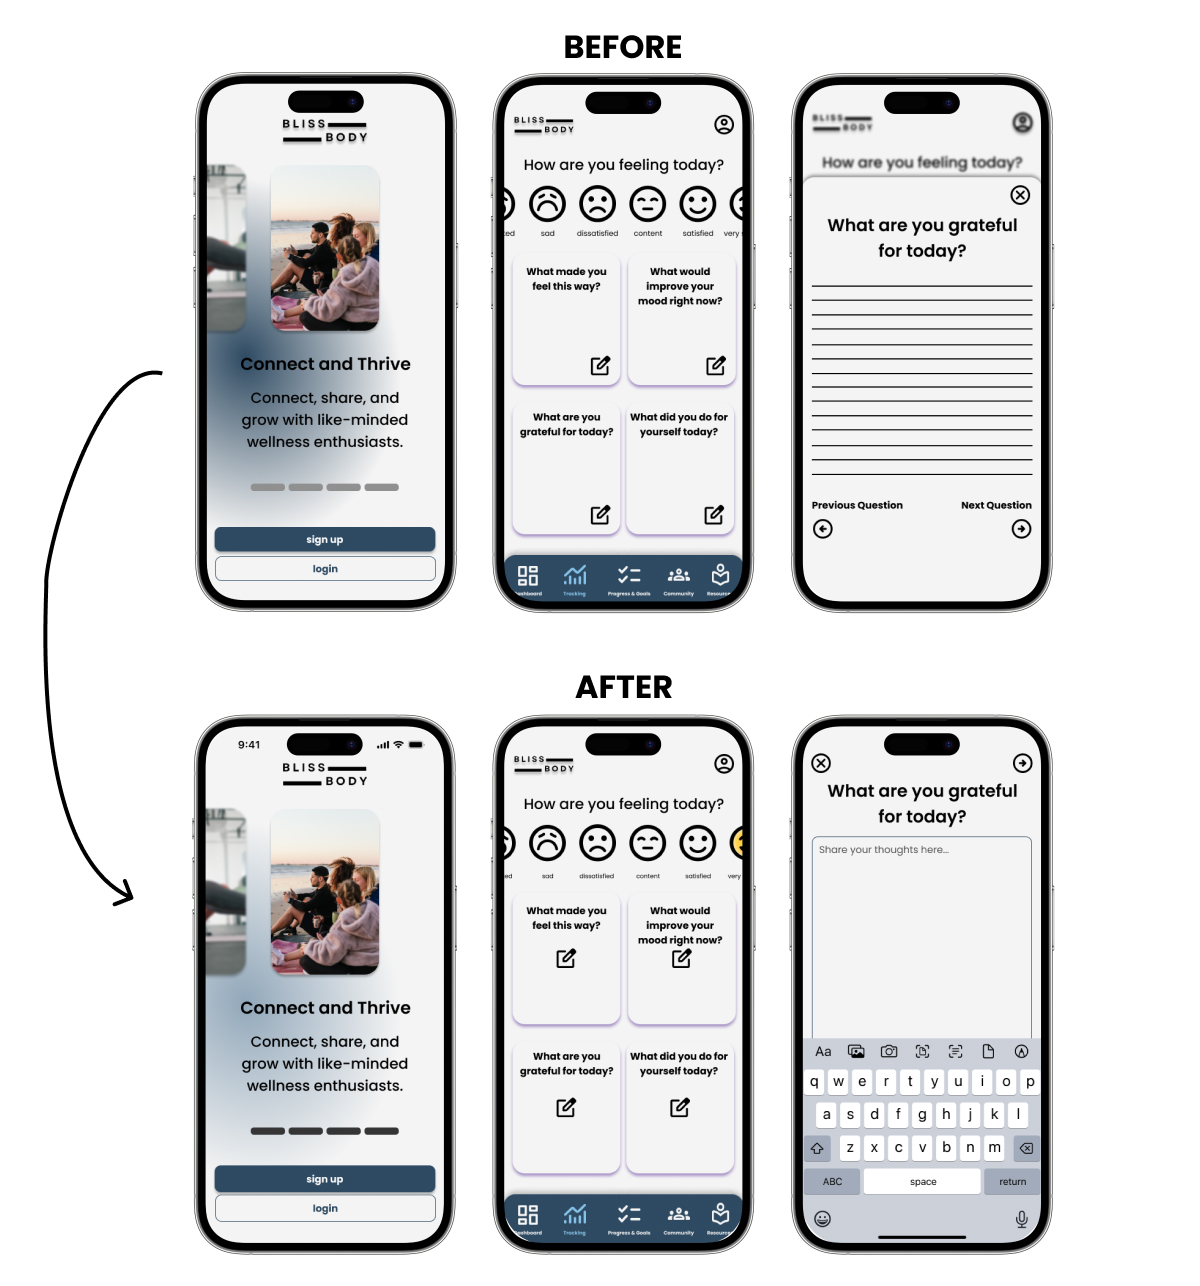 BEFORE
BLISS
BODY
Connect and Thrive
Connect, share, and
grow with like-minded
wellness enthusiasts.
sign up
login
BLISS
BODY
How are you feeling today?
ted
sad
dissatisfied
content
satisfied
very
What made you
feel this way?
What would
improve your
mood right now?
What are you
grateful for today?
What did you do for
yourself today?
ashboard
Tracking
Progress & Goals
Community
Resource
BLISS
BODY
How are you feeling today?
What are you grateful
for today?
Previous Question
Next Question
AFTER
9:41
BLISS
BODY
Connect and Thrive
Connect, share, and
grow with like-minded
wellness enthusiasts.
sign up
login
BLISS
BODY
How are you feeling today?
ed
sad
dissatisfied
content
satisfied
very
What made you
feel this way?
What would
improve your
mood right now?
What are you
grateful for today?
What did you do for
yourself today?
ashboard
Tracking
Progress & Goals
Community
Resource
What are you grateful
for today?
Share your thoughts here...
Aa
q w e r t y u i o p
a s d f g h j k l
z x c v b n m
ABC space return